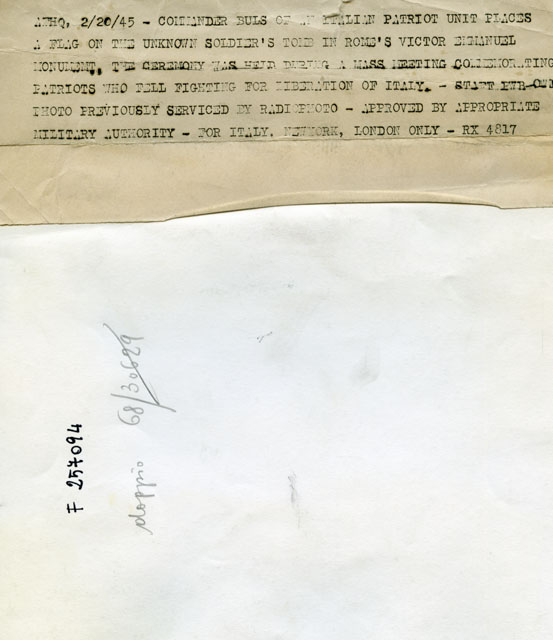 AFHQ, 2/20/45 - COMMANDER BULS OF AN ITALIAN PATRIOT UNIT PLACES
A FLAG ON THE UNKNOWN SOLDIER'S TOMB IN ROME'S VICTOR EMMANUEL
MONUMENT. THE CEREMONY WAS HELD DURING A MASS MEETING COMMEMORATING
PATRIOTS WHO FELL FIGHTING FOR LIBERATION OF ITALY. - STAFF PWB
PHOTO PREVIOUSLY SERVICED BY RADIOPHOTO - APPROVED BY APPROPRIATE
MILITARY AUTHORITY - FOR ITALY, NEWYORK, LONDON ONLY - RX 4817
F 257094
doppio 68/30629